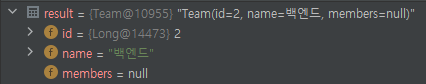 result = {Team@10955} "Team(id=2, name=백엔드, members=null)"
f id = {Long@14473} 2
f name = "백엔드"
f members = null